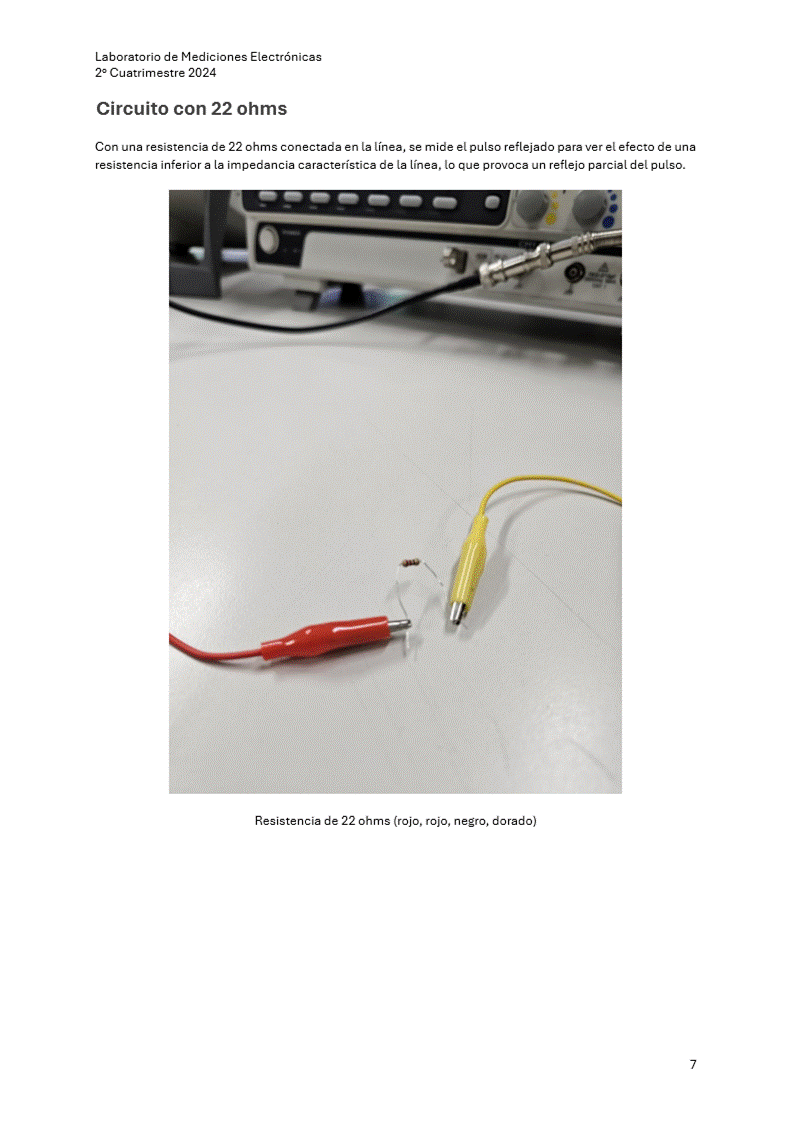 Laboratorio de Mediciones Electrónicas
2º Cuatrimestre 2024
Circuito con 22 ohms
Con una resistencia de 22 ohms conectada en la línea, se mide el pulso reflejado para ver el efecto de una
resistencia inferior a la impedancia característica de la línea, lo que provoca un reflejo parcial del pulso.
Resistencia de 22 ohms (rojo, rojo, negro, dorado)
7